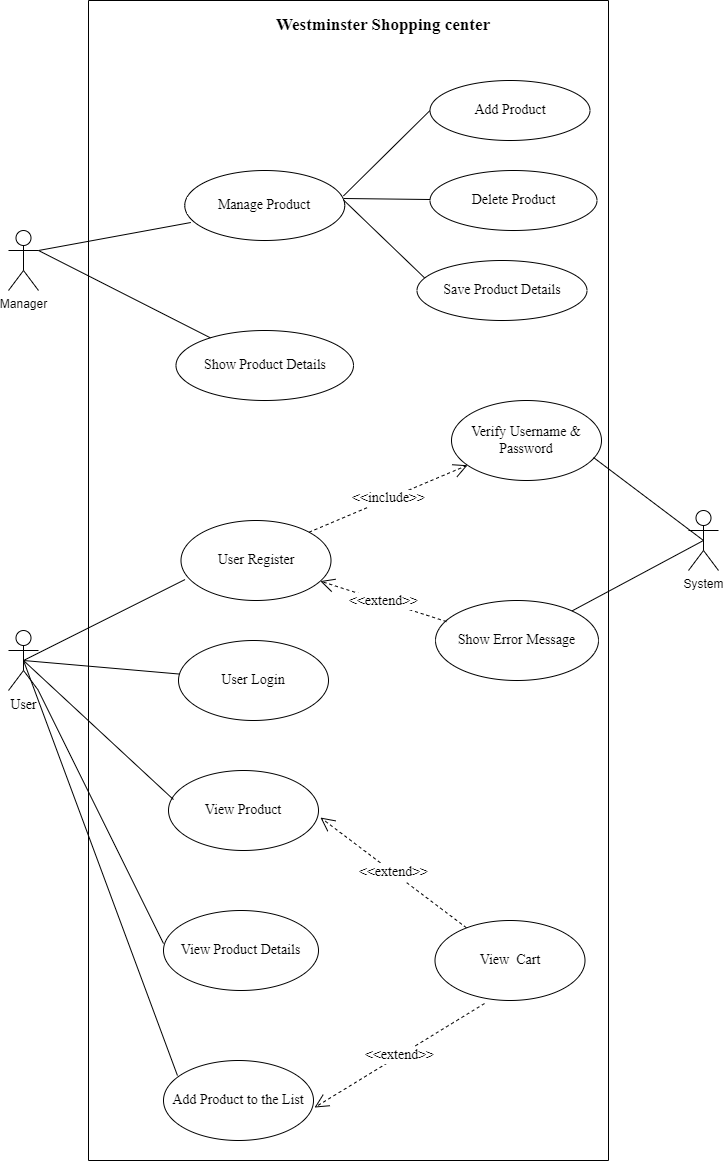 Westminster Shopping center
Add Product
Manage Product
Delete Product
Manager
Save Product Details
Show Product Details
Verify Username &
Password
<<include>>
User Register
System
<<extend>>
Show Error Message
User
User Login
View Product
<<extend>>
View Product Details
View Cart
<<extend>>
Add Product to the List